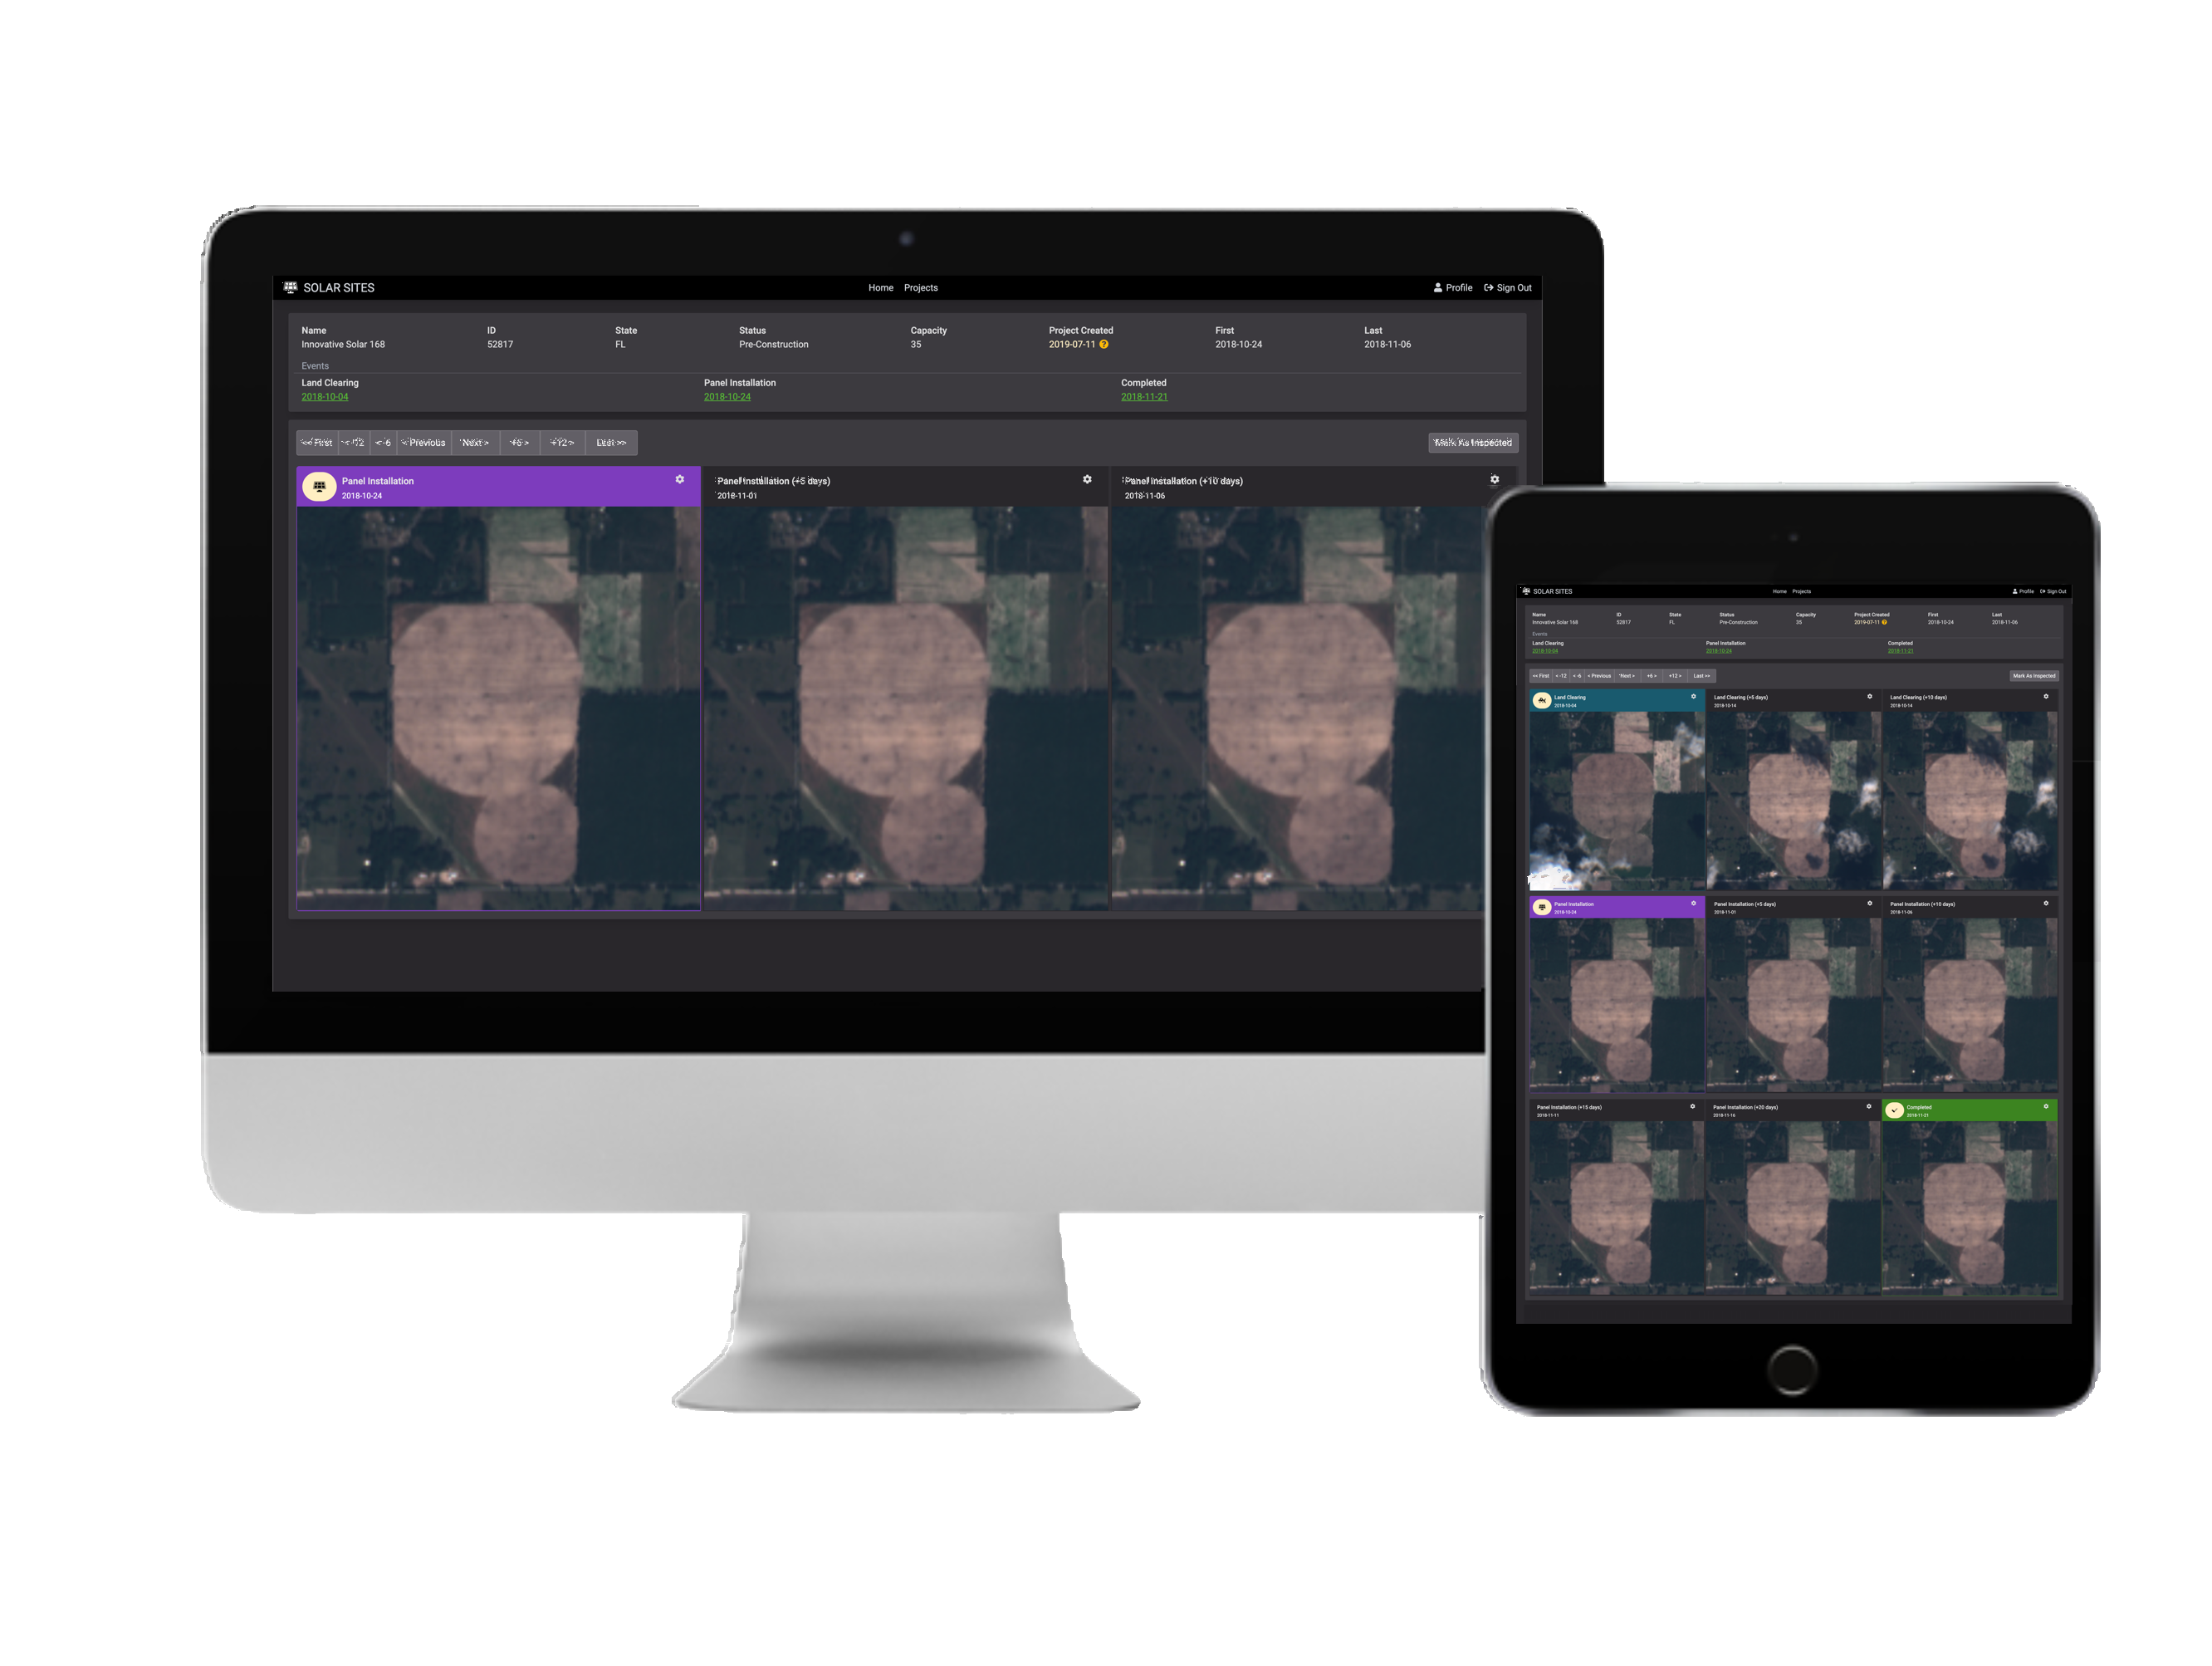 SOLAR SITES Home Projects Profile Sign Out
Name ID State Status Capacity Project Created First Last
Innovative Solar 168 52817 FL Pre-Construction 35 2019-07-11 ? 2018-10-24 2018-11-06
Events
Land Clearing Panel Installation Completed
2018-10-04 2018-10-24 2018-11-21
<< First < -12 < -6 < Previous Next > +6 > +12 > Last >> Mark As Inspected
Panel Installation Panel Installation (+5 days) Panel Installation (+10 days)
2018-10-24 2018-11-01 2018-11-06
SOLAR SITES Home Projects Profile Sign Out
Name ID State Status Capacity Project Created First Last
Innovative Solar 168 52817 FL Pre-Construction 35 2019-07-11 ? 2018-10-24 2018-11-06
Events
Land Clearing Panel Installation Completed
2018-10-04 2018-10-24 2018-11-21
<< First < -12 < -6 < Previous Next > +6 > +12 > Last >> Mark As Inspected
Land Clearing Land Clearing (+5 days) Land Clearing (+10 days)
2018-10-04 2018-10-14 2018-10-14
Panel Installation Panel Installation (+5 days) Panel Installation (+10 days)
2018-10-24 2018-11-01 2018-11-06
Panel Installation (+15 days) Panel Installation (+20 days) Completed
2018-11-11 2018-11-16 2018-11-21